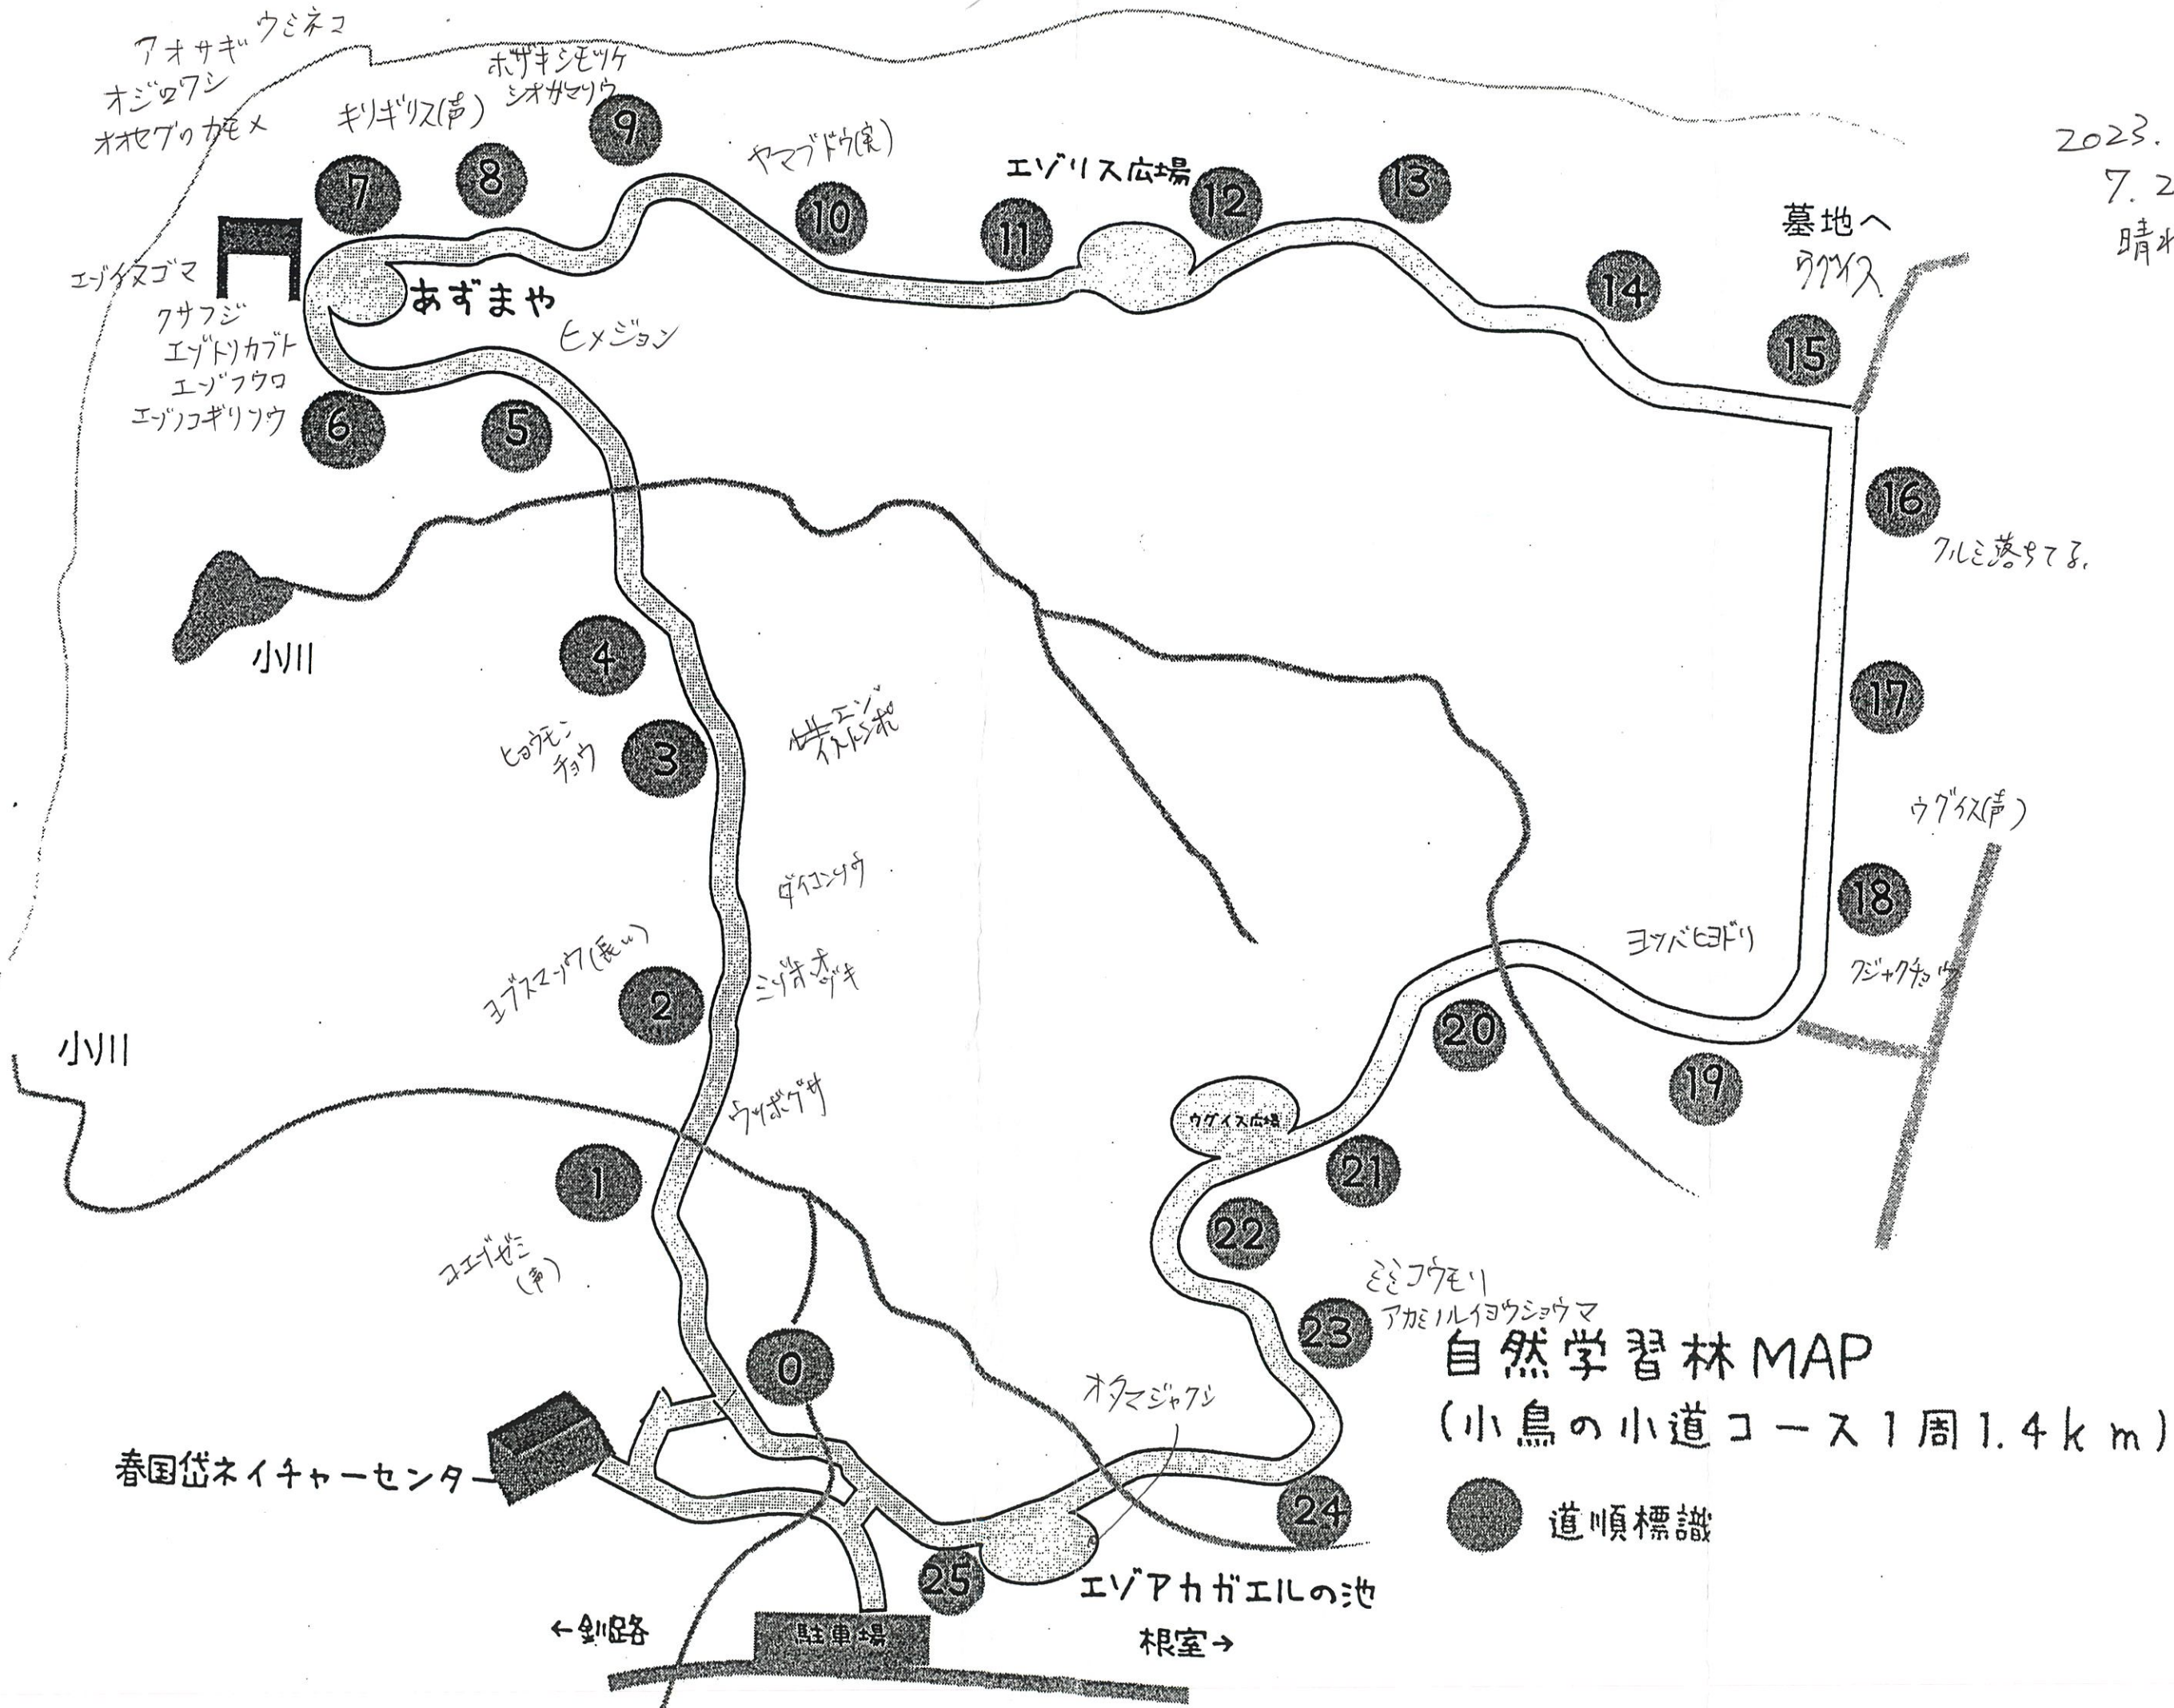 アオサギ ウミネコ
オジロワシ
オオセグロカモメ
キリギリス(声)
ホザキシモツケ
シオガマソウ
ヤマブドウ(実)
エゾリス広場
2023.
7.2
晴れ
墓地へ
ウグイス
7
8
9
10
11
12
13
14
15
エゾイヌゴマ
クサフジ
エゾトリカブト
エゾフウロ
エゾノコギリソウ
あずまや
ヒメジョン
6
5
16
クルミ落ちてる。
小川
4
3
ヒョウモン
チョウ
エゾ
イトトンボ
17
ウグイス(声)
ダイコンソウ
18
ヨブスマソウ(長い)
2
ミゾホオ
ヅキ
ヨツバヒヨドリ
クジャクチョウ
小川
20
19
ウツボグサ
ウグイス広場
21
1
22
コエゾゼミ
(声)
ミミコウモリ
アカミノルイヨウショウマ
23
0
オタマジャクシ
自然学習林MAP
(小鳥の小道コース1周1.4km)
春国岱ネイチャーセンター
24
道順標識
25
エゾアカガエルの池
←釧路
駐車場
根室→